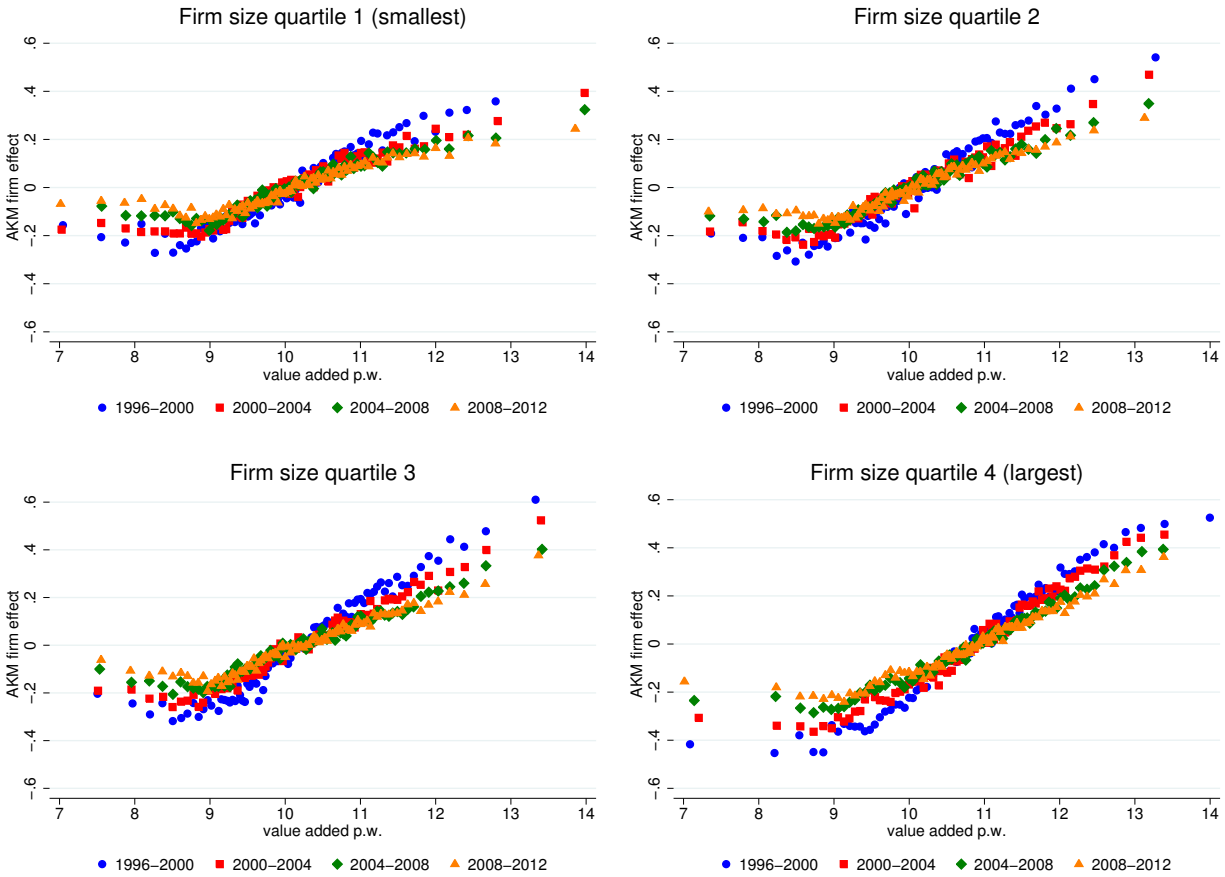 Firm size quartile 1 (smallest)
AKM firm effect
.6
.4
.2
0
−.2
−.4
−.6
7 8 9 10 11 12 13 14
value added p.w.
1996−2000 2000−2004 2004−2008 2008−2012
Firm size quartile 2
AKM firm effect
.6
.4
.2
0
−.2
−.4
−.6
7 8 9 10 11 12 13 14
value added p.w.
1996−2000 2000−2004 2004−2008 2008−2012
Firm size quartile 3
AKM firm effect
.6
.4
.2
0
−.2
−.4
−.6
7 8 9 10 11 12 13 14
value added p.w.
1996−2000 2000−2004 2004−2008 2008−2012
Firm size quartile 4 (largest)
AKM firm effect
.6
.4
.2
0
−.2
−.4
−.6
7 8 9 10 11 12 13 14
value added p.w.
1996−2000 2000−2004 2004−2008 2008−2012